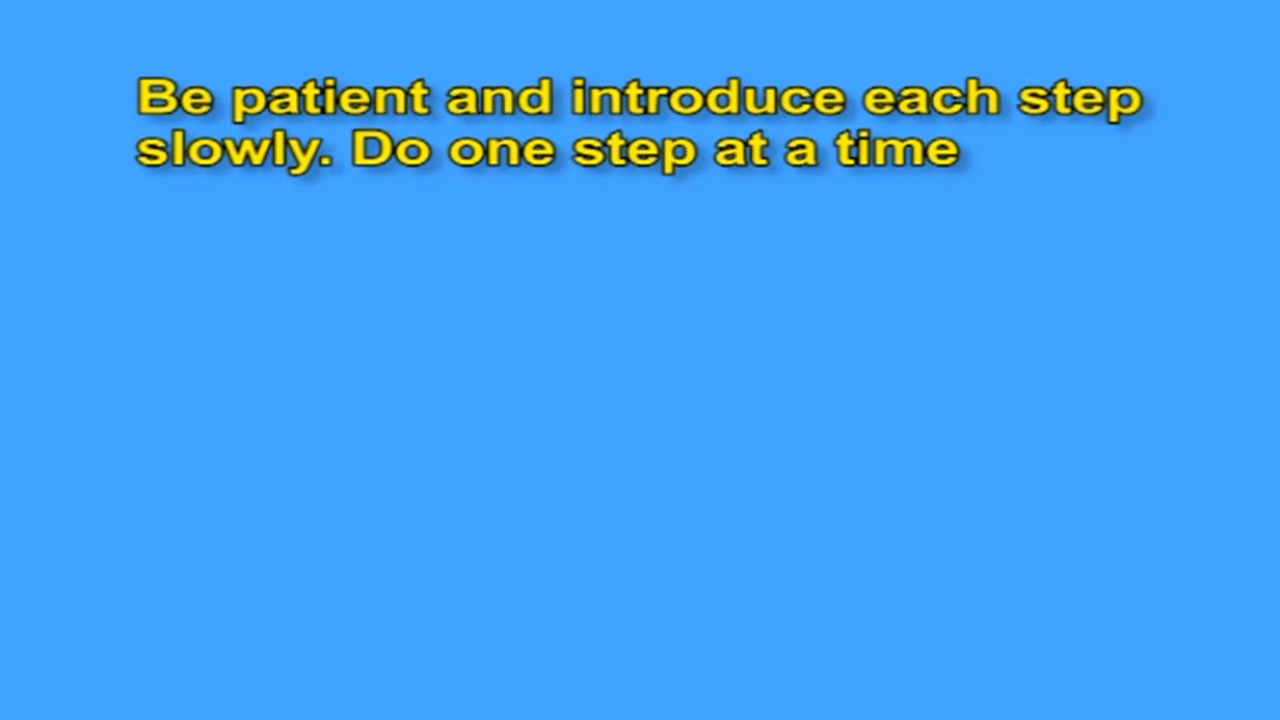 Be patient and introduce each step
slowly. Do one step at a time